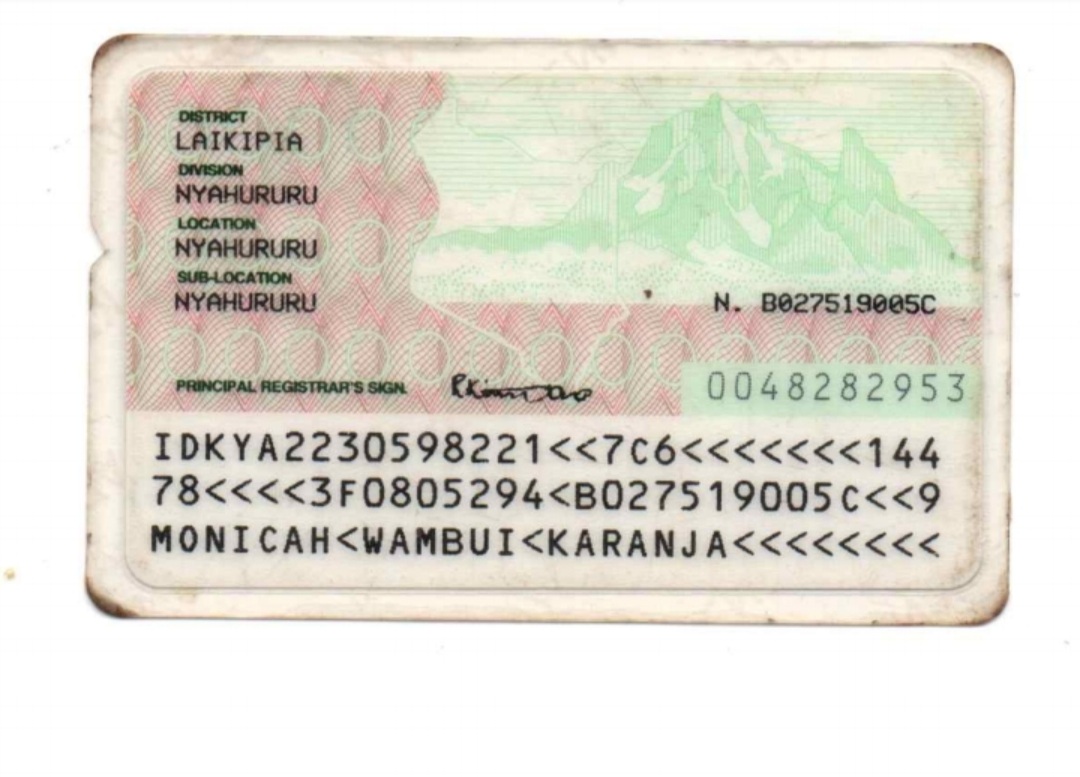 DISTRICT
LAIKIPIA
DIVISION
NYAHURURU
LOCATION
NYAHURURU
SUB-LOCATION
NYAHURURU
N. B027519005C
PRINCIPAL REGISTRAR'S SIGN.
0048282953
IDKYA2230598221<<7C6<<<<<<<144
78<<<<3F0805294<B027519005C<<9
MONICAH<WAMBUI<KARANJA<<<<<<<<